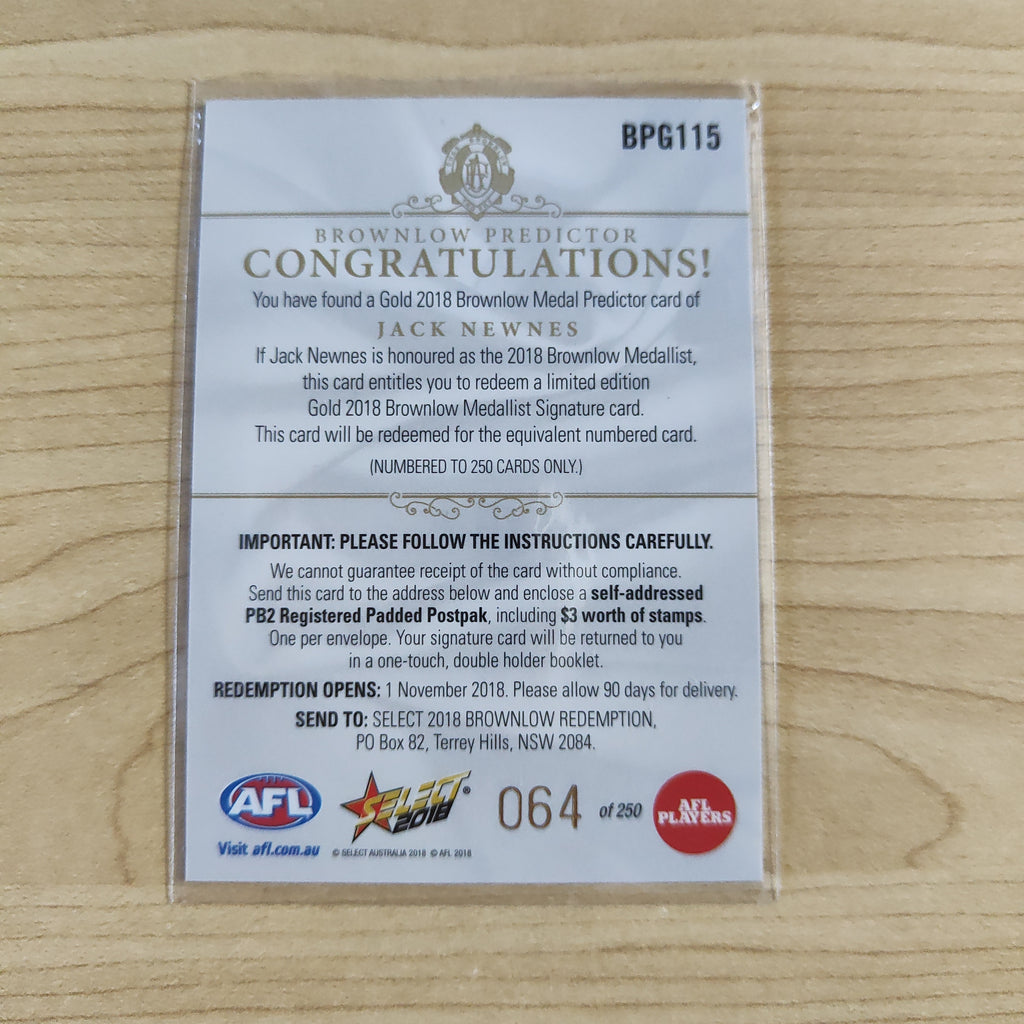 BPG115
BROWNLOW PREDICTOR
CONGRATULATIONS!
You have found a Gold 2018 Brownlow Medal Predictor card of
JACK NEWNES
If Jack Newnes is honoured as the 2018 Brownlow Medallist,
this card entitles you to redeem a limited edition
Gold 2018 Brownlow Medallist Signature card.
This card will be redeemed for the equivalent numbered card.
(NUMBERED TO 250 CARDS ONLY.)
IMPORTANT: PLEASE FOLLOW THE INSTRUCTIONS CAREFULLY.
We cannot guarantee receipt of the card without compliance.
Send this card to the address below and enclose a self-addressed
PB2 Registered Padded Postpak, including $3 worth of stamps.
One per envelope. Your signature card will be returned to you
in a one-touch, double holder booklet.
REDEMPTION OPENS: 1 November 2018. Please allow 90 days for delivery.
SEND TO: SELECT 2018 BROWNLOW REDEMPTION,
PO Box 82, Terrey Hills, NSW 2084.
AFL
Visit afl.com.au
SELECT®
2018
© SELECT AUSTRALIA 2018 © AFL 2018
064 of 250
AFL
PLAYERS